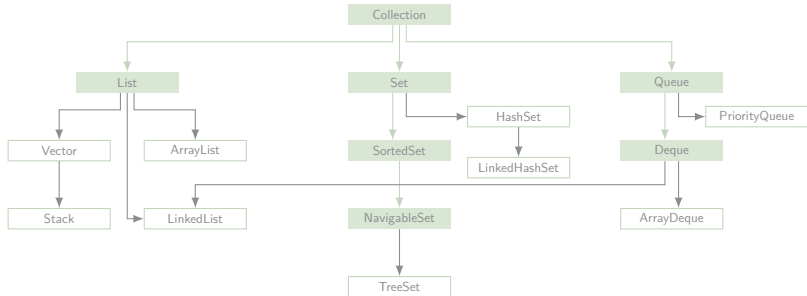 Collection
List
Set
Queue
HashSet
PriorityQueue
Vector
ArrayList
SortedSet
Deque
LinkedHashSet
Stack
LinkedList
NavigableSet
ArrayDeque
TreeSet